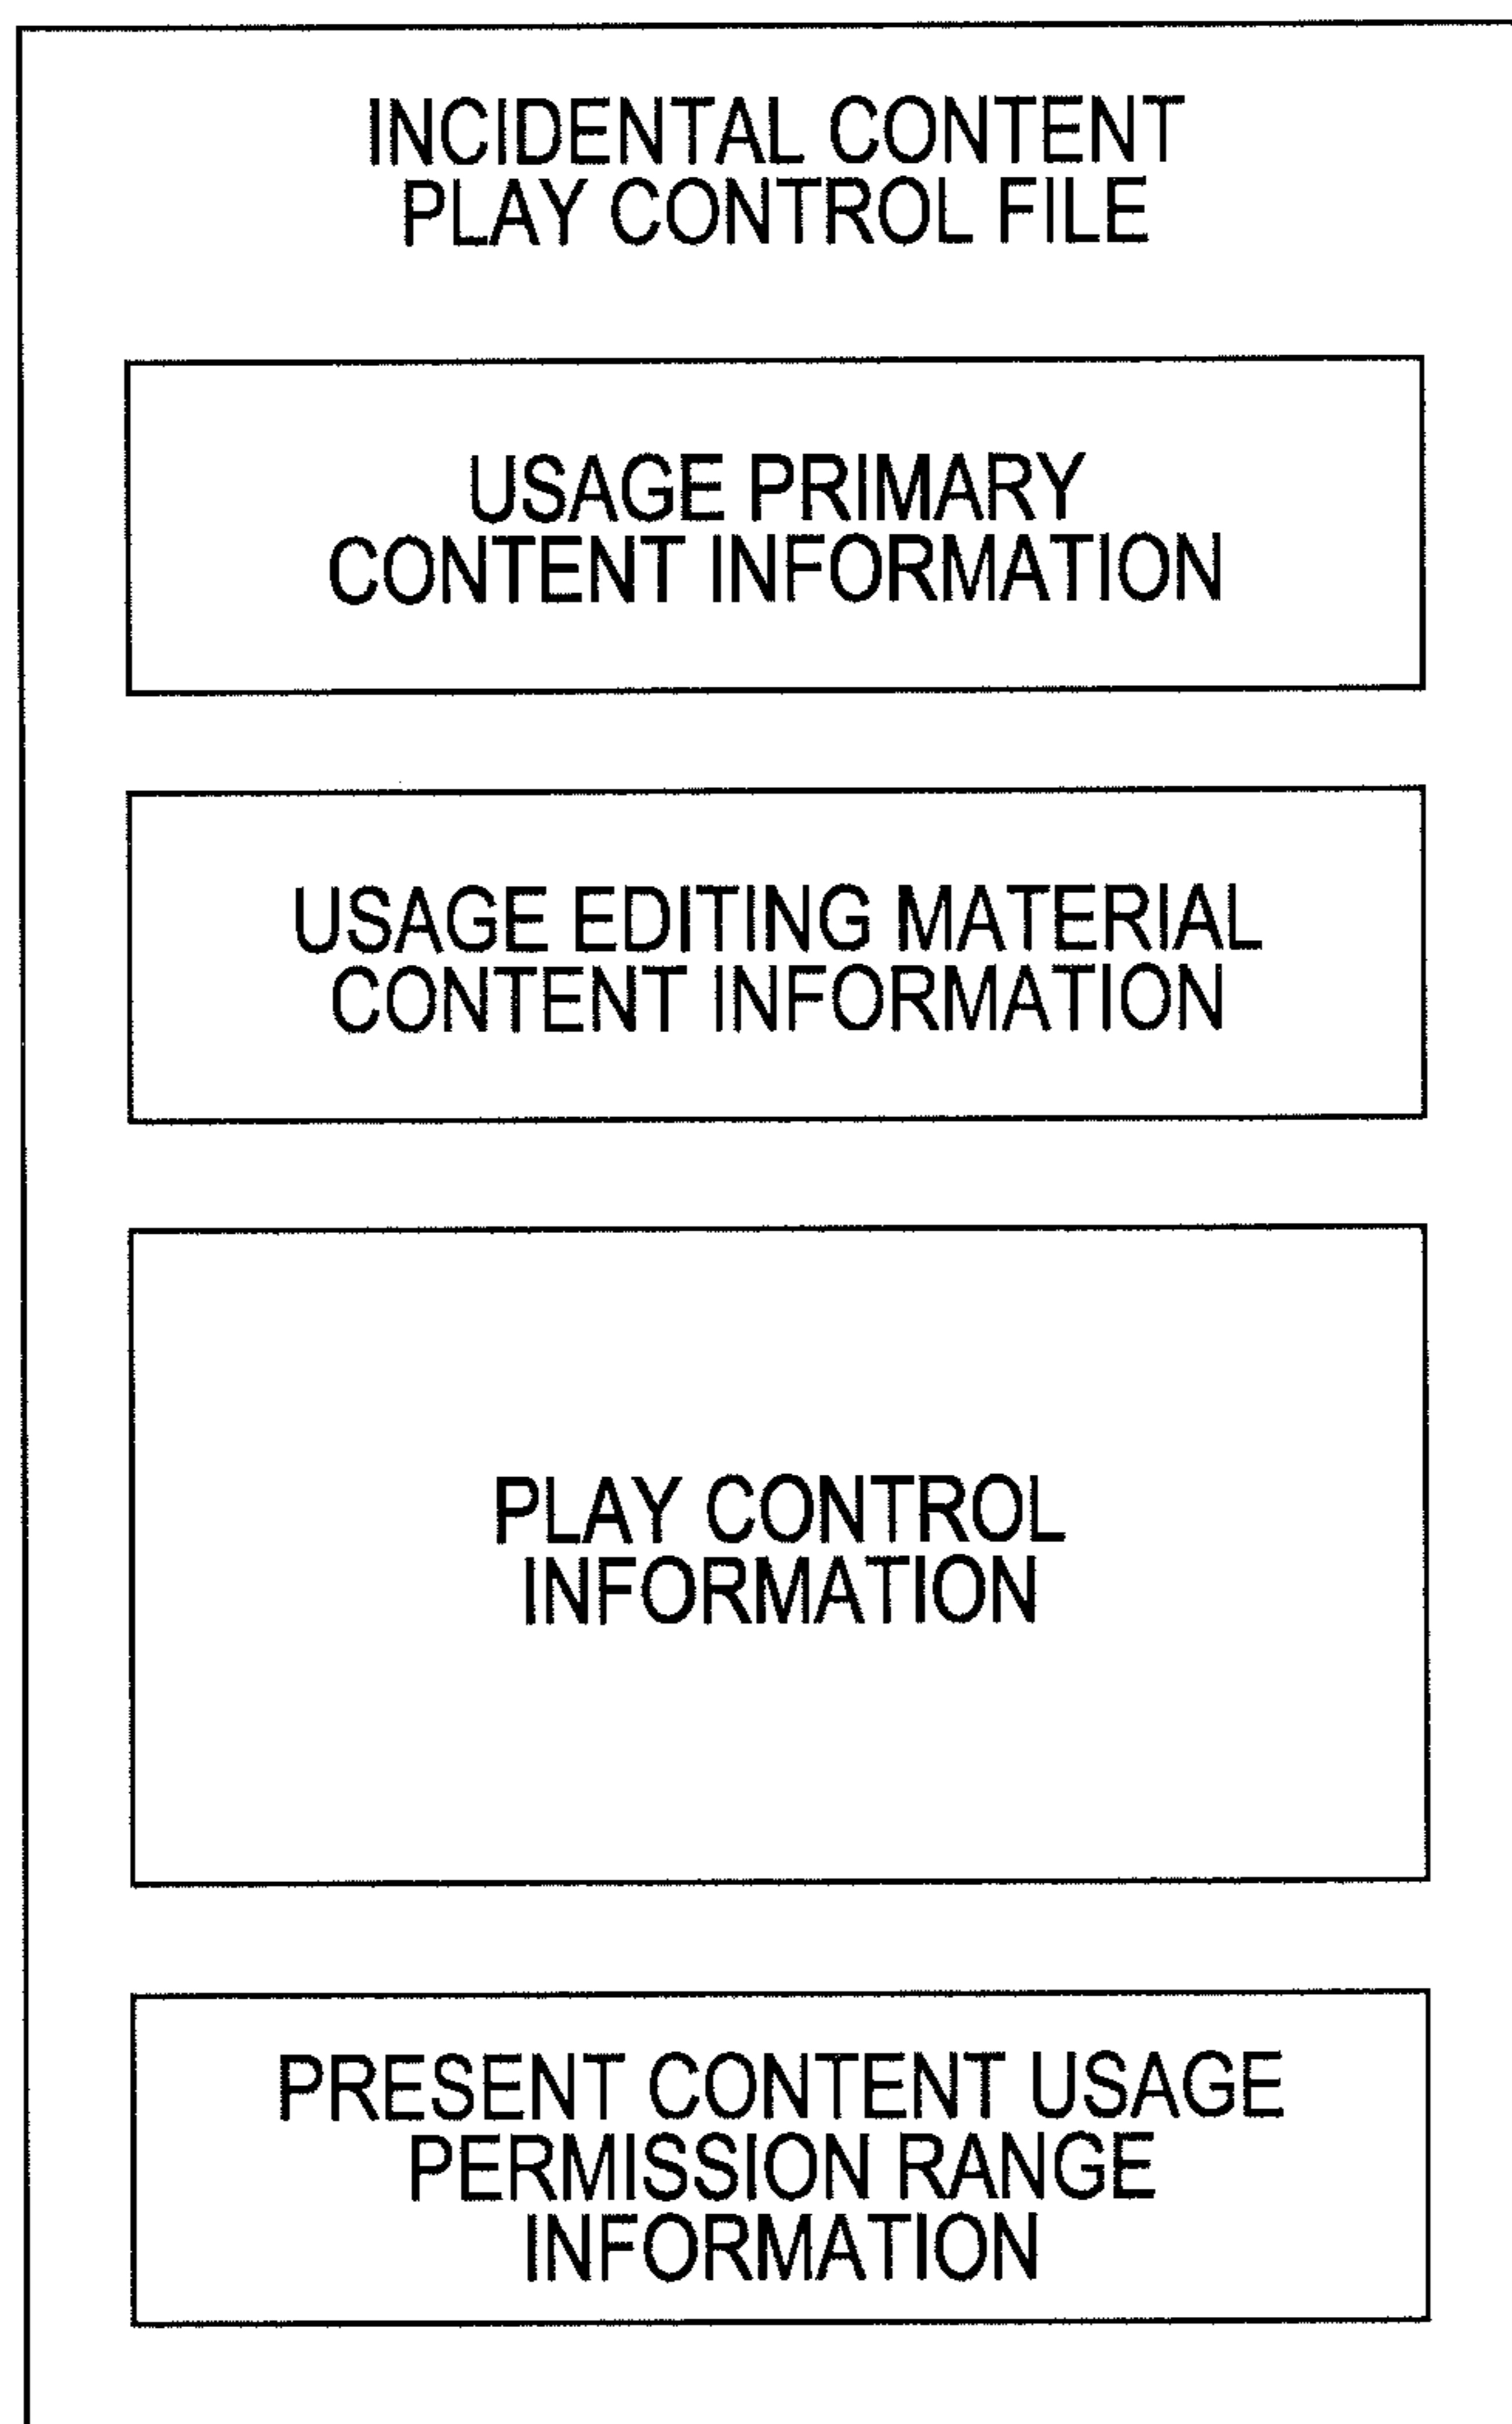 INCIDENTAL CONTENT
PLAY CONTROL FILE
USAGE PRIMARY
CONTENT INFORMATION
USAGE EDITING MATERIAL
CONTENT INFORMATION
PLAY CONTROL
INFORMATION
PRESENT CONTENT USAGE
PERMISSION RANGE
INFORMATION